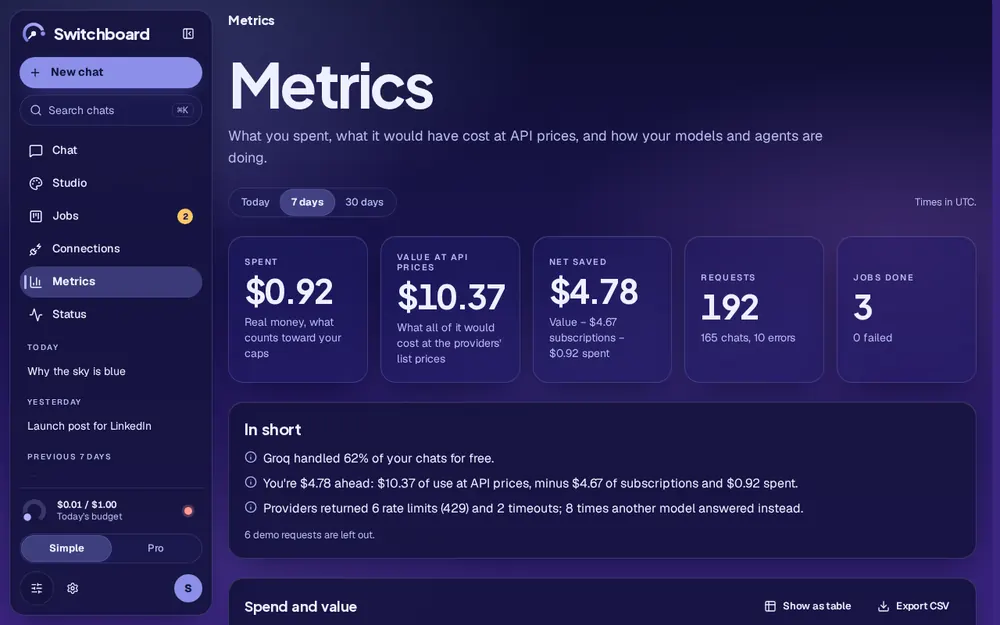 Switchboard
New chat
Search chats ⌘K
Chat
Studio
Jobs 2
Connections
Metrics
Status
TODAY
Why the sky is blue
YESTERDAY
Launch post for LinkedIn
PREVIOUS 7 DAYS
$0.01 / $1.00
Today's budget
Simple Pro
S
Metrics
Metrics
What you spent, what it would have cost at API prices, and how your models and agents are
doing.
Today 7 days 30 days
Times in UTC.
SPENT
$0.92
Real money, what
counts toward your
caps
VALUE AT API
PRICES
$10.37
What all of it would
cost at the providers'
list prices
NET SAVED
$4.78
Value – $4.67
subscriptions –
$0.92 spent
REQUESTS
192
165 chats, 10 errors
JOBS DONE
3
0 failed
In short
Groq handled 62% of your chats for free.
You're $4.78 ahead: $10.37 of use at API prices, minus $4.67 of subscriptions and $0.92 spent.
Providers returned 6 rate limits (429) and 2 timeouts; 8 times another model answered instead.
6 demo requests are left out.
Spend and value
Show as table
Export CSV